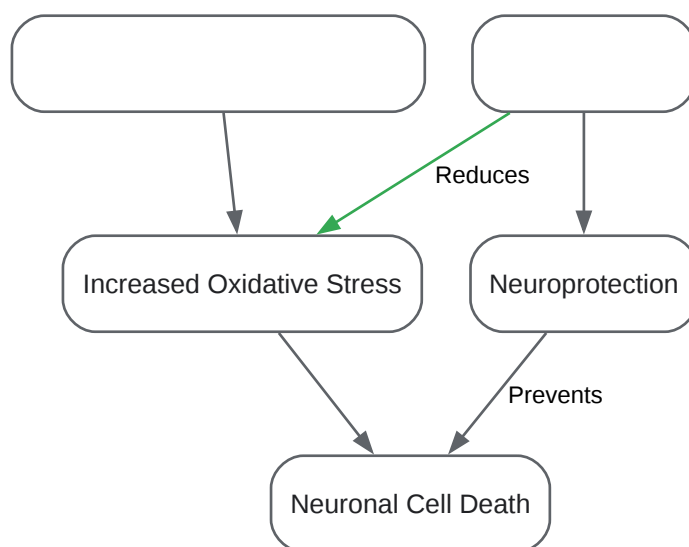 Reduces
Increased Oxidative Stress
Neuroprotection
Prevents
Neuronal Cell Death